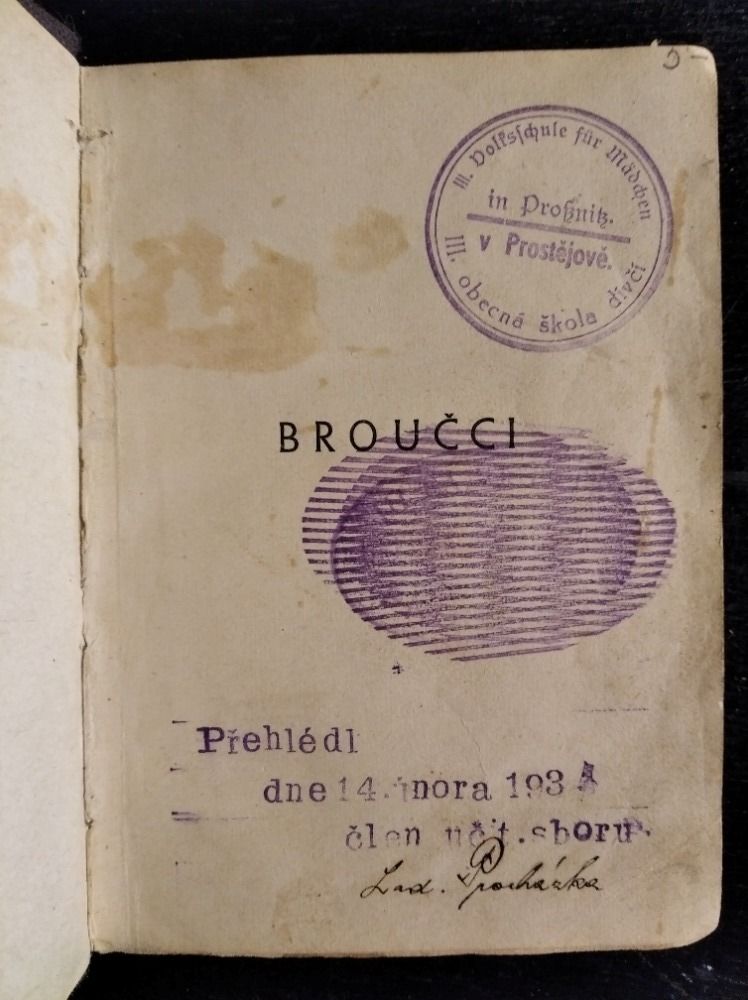 5-
III. Volksschule für Mädchen
in Proßnitz.
v Prostějově.
III. obecná škola dívčí
BROUČCI
Přehlédl
dne 14. února 193
člen učit. sboru.
Lad. Procházka